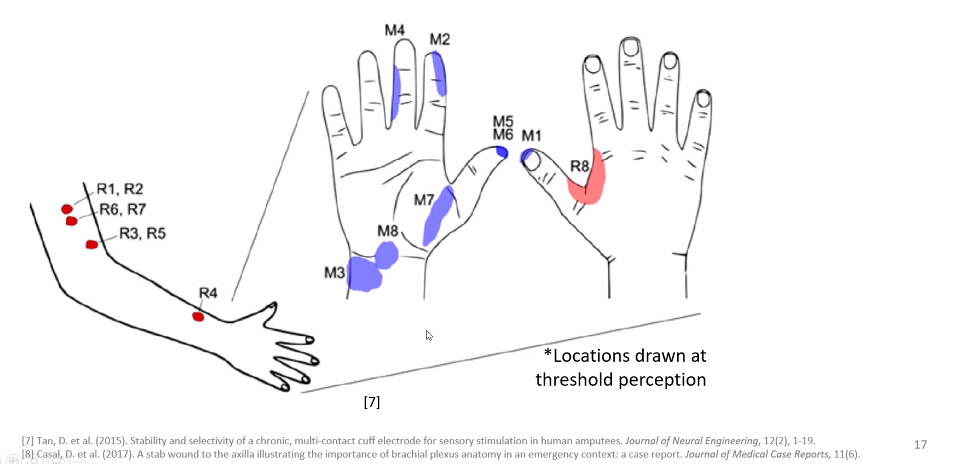 M4
M2
M5
M6
M1
R8
M7
M8
M3
R1, R2
R6, R7
R3, R5
R4
*Locations drawn at
threshold perception
[7]
[7] Tan, D. et al. (2015). Stability and selectivity of a chronic, multi-contact cuff electrode for sensory stimulation in human amputees. Journal of Neural Engineering, 12(2), 1-19.
[8] Casal, D. et al. (2017). A stab wound to the axilla illustrating the importance of brachial plexus anatomy in an emergency context: a case report. Journal of Medical Case Reports, 11(6).
17